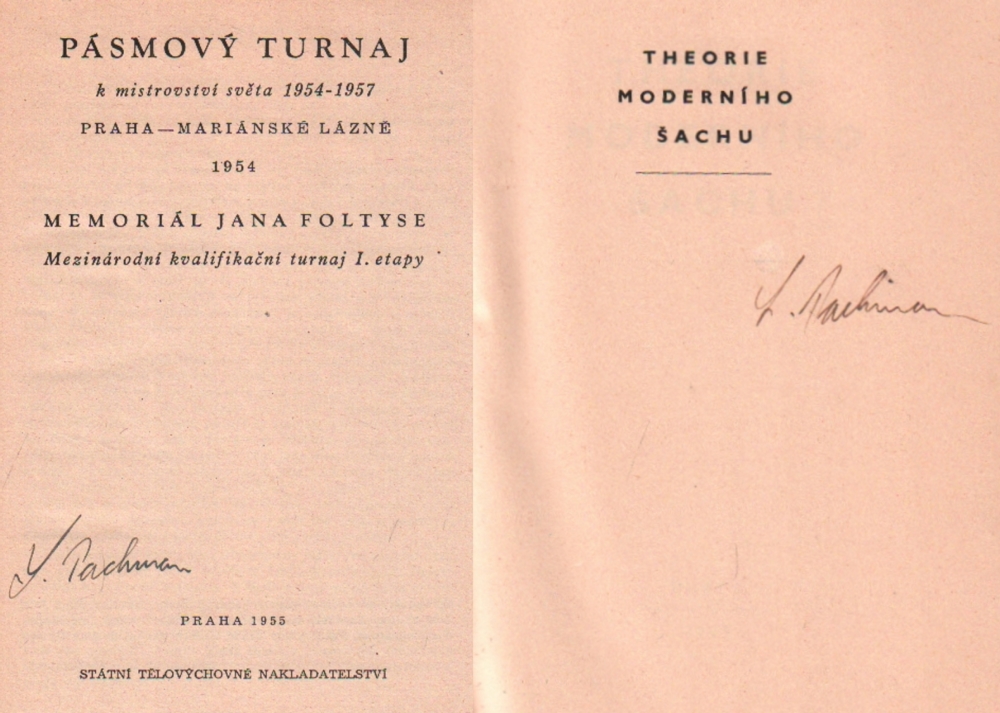 PÁSMOVÝ TURNAJ
k mistrovství světa 1954-1957
PRAHA—MARIÁNSKÉ LÁZNĚ
1954
MEMORIÁL JANA FOLTYSE
Mezinárodní kvalifikační turnaj I. etapy
L. Pachman
PRAHA 1955
STÁTNÍ TĚLOVÝCHOVNÉ NAKLADATELSTVÍ
THEORIE
MODERNÍHO
ŠACHU
L. Pachman